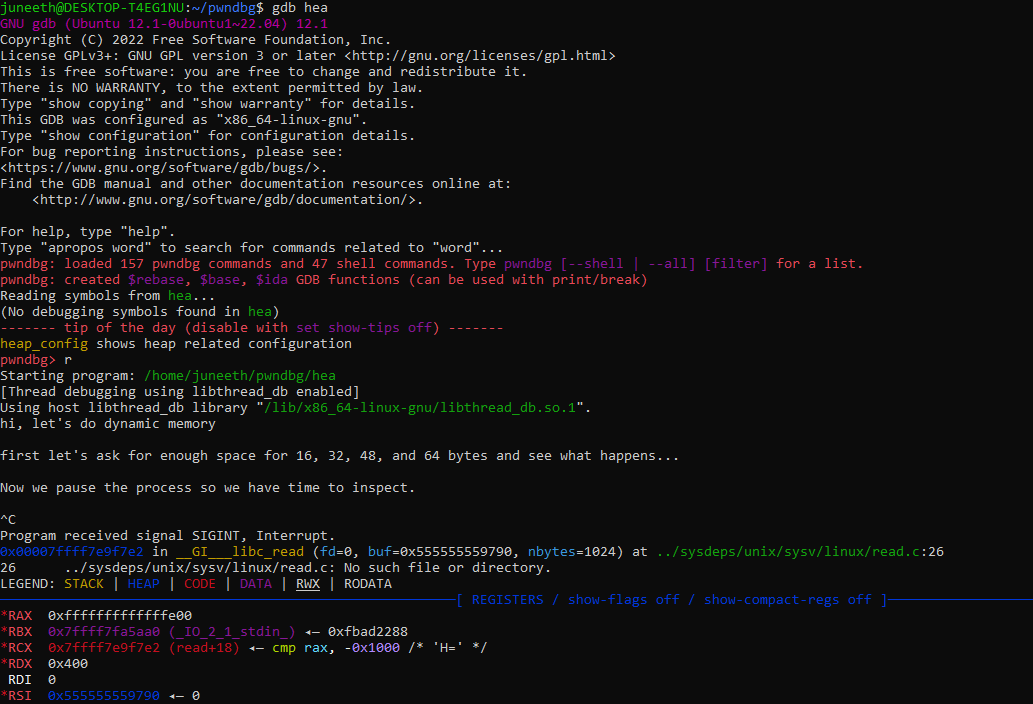 juneeth@DESKTOP-T4EG1NU:~/pwndbg$ gdb hea
GNU gdb (Ubuntu 12.1-0ubuntu1~22.04) 12.1
Copyright (C) 2022 Free Software Foundation, Inc.
License GPLv3+: GNU GPL version 3 or later <http://gnu.org/licenses/gpl.html>
This is free software: you are free to change and redistribute it.
There is NO WARRANTY, to the extent permitted by law.
Type "show copying" and "show warranty" for details.
This GDB was configured as "x86_64-linux-gnu".
Type "show configuration" for configuration details.
For bug reporting instructions, please see:
<https://www.gnu.org/software/gdb/bugs/>.
Find the GDB manual and other documentation resources online at:
    <http://www.gnu.org/software/gdb/documentation/>.

For help, type "help".
Type "apropos word" to search for commands related to "word"...
pwndbg: loaded 157 pwndbg commands and 47 shell commands. Type pwndbg [--shell | --all] [filter] for a list.
pwndbg: created $rebase, $base, $ida GDB functions (can be used with print/break)
Reading symbols from hea...
(No debugging symbols found in hea)
------- tip of the day (disable with set show-tips off) -------
heap_config shows heap related configuration
pwndbg> r
Starting program: /home/juneeth/pwndbg/hea
[Thread debugging using libthread_db enabled]
Using host libthread_db library "/lib/x86_64-linux-gnu/libthread_db.so.1".
hi, let's do dynamic memory

first let's ask for enough space for 16, 32, 48, and 64 bytes and see what happens...

Now we pause the process so we have time to inspect.

^C
Program received signal SIGINT, Interrupt.
0x00007ffff7e9f7e2 in __GI___libc_read (fd=0, buf=0x555555559790, nbytes=1024) at ../sysdeps/unix/sysv/linux/read.c:26
26      ../sysdeps/unix/sysv/linux/read.c: No such file or directory.
LEGEND: STACK | HEAP | CODE | DATA | RWX | RODATA
[ REGISTERS / show-flags off / show-compact-regs off ]
*RAX  0xfffffffffffffe00
*RBX  0x7ffff7fa5aa0 (_IO_2_1_stdin_) ◂— 0xfbad2288
*RCX  0x7ffff7e9f7e2 (read+18) ◂— cmp rax, -0x1000 /* 'H=' */
*RDX  0x400
 RDI  0
*RSI  0x555555559790 ◂— 0